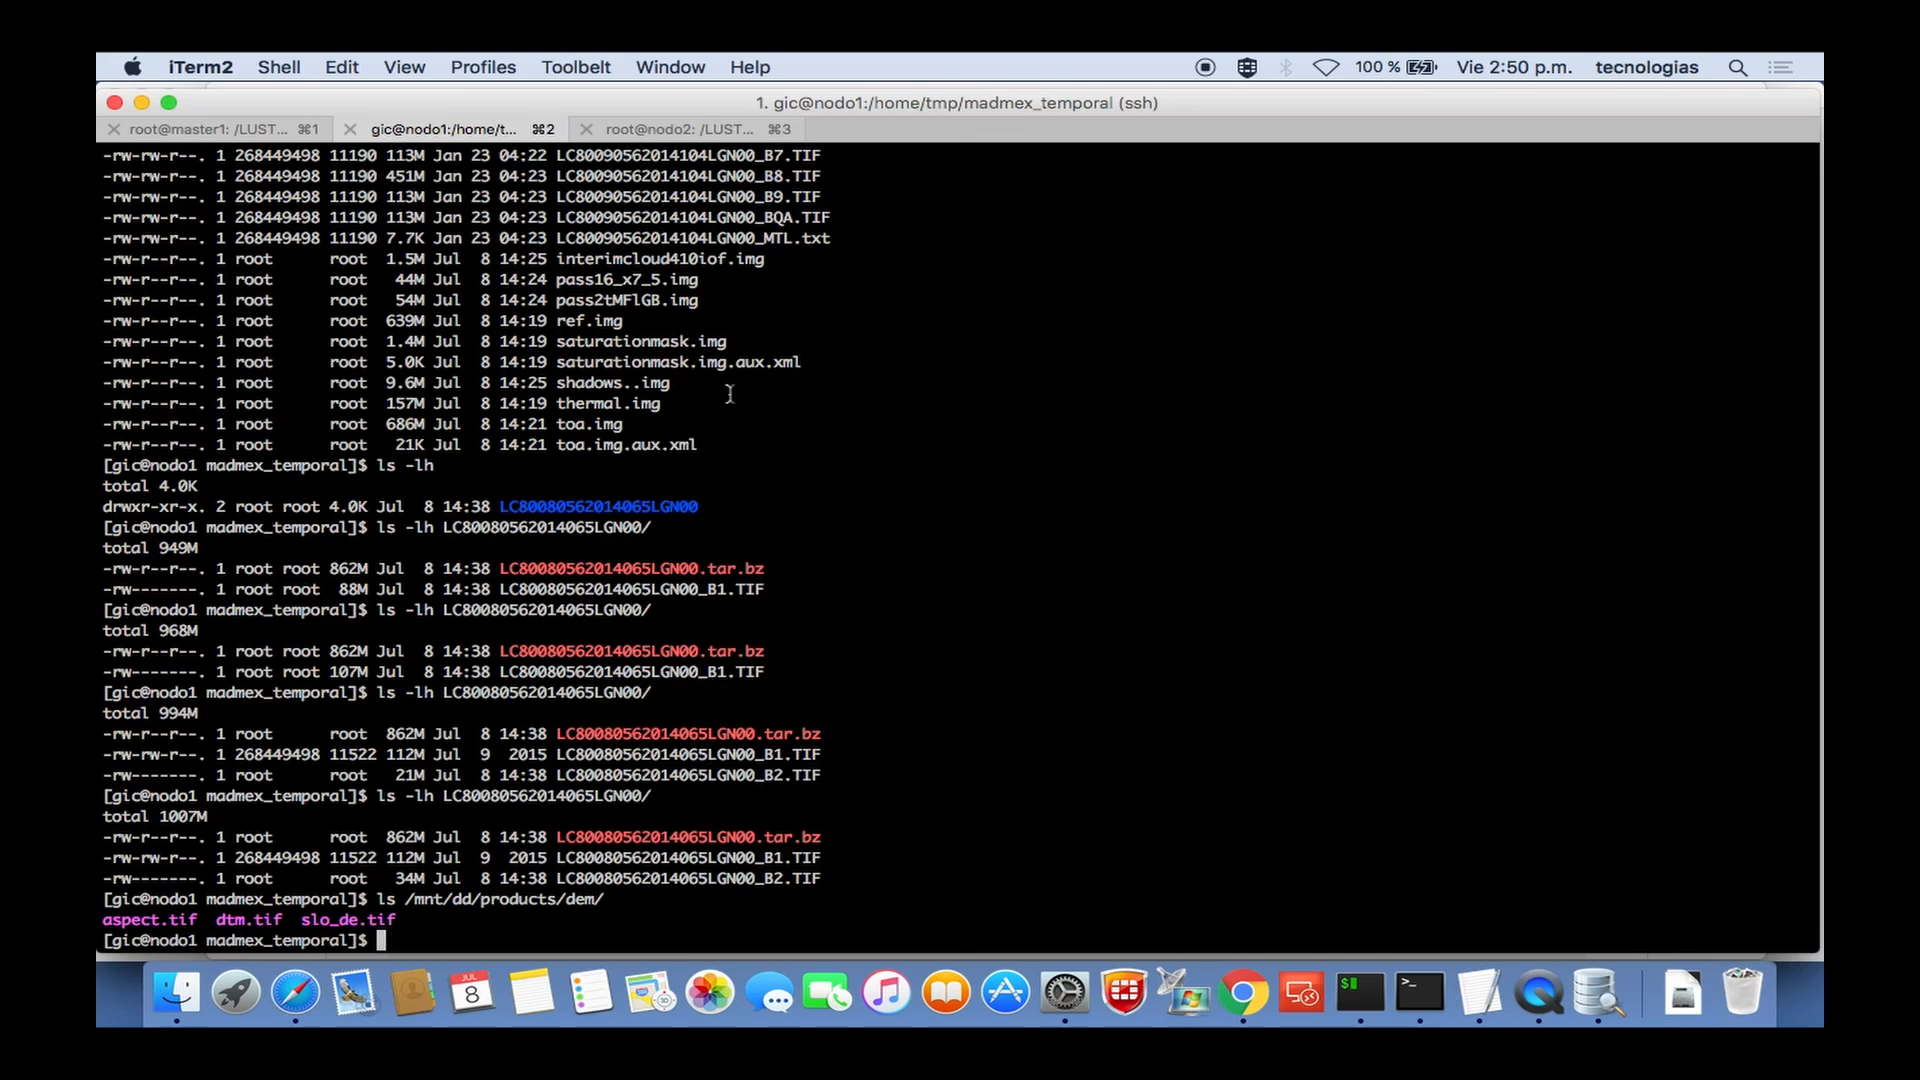 iTerm2 Shell Edit View Profiles Toolbelt Window Help 100 % Vie 2:50 p.m. tecnologias
1. gic@nodo1:/home/tmp/madmex_temporal (ssh)
root@master1: /LUST... ⌘1 gic@nodo1:/home/t... ⌘2 root@nodo2: /LUST... ⌘3
-rw-rw-r--. 1 268449498 11190 113M Jan 23 04:22 LC80090562014104LGN00_B7.TIF
-rw-rw-r--. 1 268449498 11190 451M Jan 23 04:23 LC80090562014104LGN00_B8.TIF
-rw-rw-r--. 1 268449498 11190 113M Jan 23 04:23 LC80090562014104LGN00_B9.TIF
-rw-rw-r--. 1 268449498 11190 113M Jan 23 04:23 LC80090562014104LGN00_BQA.TIF
-rw-rw-r--. 1 268449498 11190 7.7K Jan 23 04:23 LC80090562014104LGN00_MTL.txt
-rw-r--r--. 1 root root 1.5M Jul 8 14:25 interimcloud410iof.img
-rw-r--r--. 1 root root 44M Jul 8 14:24 pass16_x7_5.img
-rw-r--r--. 1 root root 54M Jul 8 14:24 pass2tMFlGB.img
-rw-r--r--. 1 root root 639M Jul 8 14:19 ref.img
-rw-r--r--. 1 root root 1.4M Jul 8 14:19 saturationmask.img
-rw-r--r--. 1 root root 5.0K Jul 8 14:19 saturationmask.img.aux.xml
-rw-r--r--. 1 root root 9.6M Jul 8 14:25 shadows..img
-rw-r--r--. 1 root root 157M Jul 8 14:19 thermal.img
-rw-r--r--. 1 root root 686M Jul 8 14:21 toa.img
-rw-r--r--. 1 root root 21K Jul 8 14:21 toa.img.aux.xml
[gic@nodo1 madmex_temporal]$ ls -lh
total 4.0K
drwxr-xr-x. 2 root root 4.0K Jul 8 14:38 LC80080562014065LGN00
[gic@nodo1 madmex_temporal]$ ls -lh LC80080562014065LGN00/
total 949M
-rw-r--r--. 1 root root 862M Jul 8 14:38 LC80080562014065LGN00.tar.bz
-rw-------. 1 root root 88M Jul 8 14:38 LC80080562014065LGN00_B1.TIF
[gic@nodo1 madmex_temporal]$ ls -lh LC80080562014065LGN00/
total 968M
-rw-r--r--. 1 root root 862M Jul 8 14:38 LC80080562014065LGN00.tar.bz
-rw-------. 1 root root 107M Jul 8 14:38 LC80080562014065LGN00_B1.TIF
[gic@nodo1 madmex_temporal]$ ls -lh LC80080562014065LGN00/
total 994M
-rw-r--r--. 1 root root 862M Jul 8 14:38 LC80080562014065LGN00.tar.bz
-rw-rw-r--. 1 268449498 11522 112M Jul 9 2015 LC80080562014065LGN00_B1.TIF
-rw-------. 1 root root 21M Jul 8 14:38 LC80080562014065LGN00_B2.TIF
[gic@nodo1 madmex_temporal]$ ls -lh LC80080562014065LGN00/
total 1007M
-rw-r--r--. 1 root root 862M Jul 8 14:38 LC80080562014065LGN00.tar.bz
-rw-rw-r--. 1 268449498 11522 112M Jul 9 2015 LC80080562014065LGN00_B1.TIF
-rw-------. 1 root root 34M Jul 8 14:38 LC80080562014065LGN00_B2.TIF
[gic@nodo1 madmex_temporal]$ ls /mnt/dd/products/dem/
aspect.tif dtm.tif slo_de.tif
[gic@nodo1 madmex_temporal]$
JUL
8